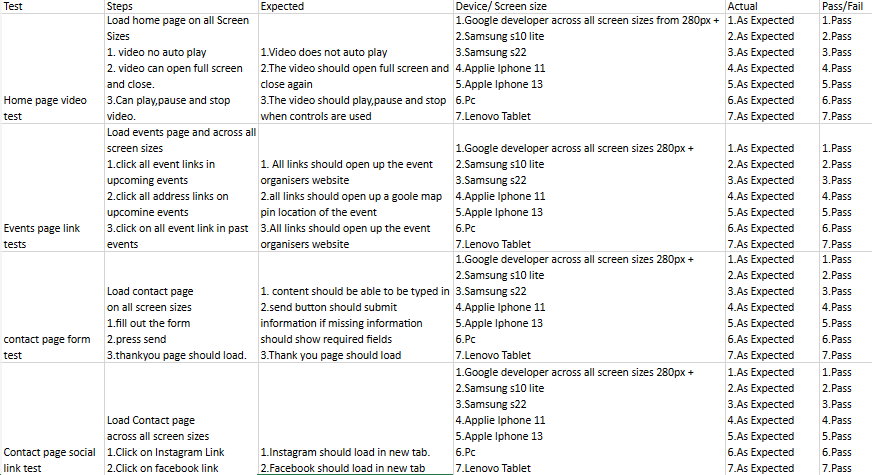 Test Steps Expected Device/ Screen size Actual Pass/Fail
Home page video
test
Load home page on all Screen
Sizes
1. video no auto play
2. video can open full screen
and close.
3.Can play,pause and stop
video.
1.Video does not auto play
2.The video should open full screen and
close again
3.The video should play,pause and stop
when controls are used
1.Google developer across all screen sizes from 280px +
2.Samsung s10 lite
3.Samsung s22
4.Applie Iphone 11
5.Apple Iphone 13
6.Pc
7.Lenovo Tablet
1.As Expected
2.As Expected
3.As Expected
4.As Expected
5.As Expected
6.As Expected
7.As Expected
1.Pass
2.Pass
3.Pass
4.Pass
5.Pass
6.Pass
7.Pass
Events page link
tests
Load events page and across all
screen sizes
1.click all event links in
upcoming events
2.click all address links on
upcomine events
3.click on all event link in past
events
1. All links should open up the event
organisers website
2.all links should open up a goole map
pin location of the event
3.All links should open up the event
organisers website
1.Google developer across all screen sizes 280px +
2.Samsung s10 lite
3.Samsung s22
4.Applie Iphone 11
5.Apple Iphone 13
6.Pc
7.Lenovo Tablet
1.As Expected
2.As Expected
3.As Expected
4.As Expected
5.As Expected
6.As Expected
7.As Expected
1.Pass
2.Pass
3.Pass
4.Pass
5.Pass
6.Pass
7.Pass
contact page form
test
Load contact page
on all screen sizes
1.fill out the form
2.press send
3.thankyou page should load.
1. content should be able to be typed in
2.send button should submit
information if missing information
should show required fields
3.Thank you page should load
1.Google developer across all screen sizes 280px +
2.Samsung s10 lite
3.Samsung s22
4.Applie Iphone 11
5.Apple Iphone 13
6.Pc
7.Lenovo Tablet
1.As Expected
2.As Expected
3.As Expected
4.As Expected
5.As Expected
6.As Expected
7.As Expected
1.Pass
2.Pass
3.Pass
4.Pass
5.Pass
6.Pass
7.Pass
Contact page social
link test
Load Contact page
across all screen sizes
1.Click on Instagram Link
2.Click on facebook link
1.Instagram should load in new tab.
2.Facebook should load in new tab
1.Google developer across all screen sizes 280px +
2.Samsung s10 lite
3.Samsung s22
4.Applie Iphone 11
5.Apple Iphone 13
6.Pc
7.Lenovo Tablet
1.As Expected
2.As Expected
3.As Expected
4.As Expected
5.As Expected
6.As Expected
7.As Expected
1.Pass
2.Pass
3.Pass
4.Pass
5.Pass
6.Pass
7.Pass